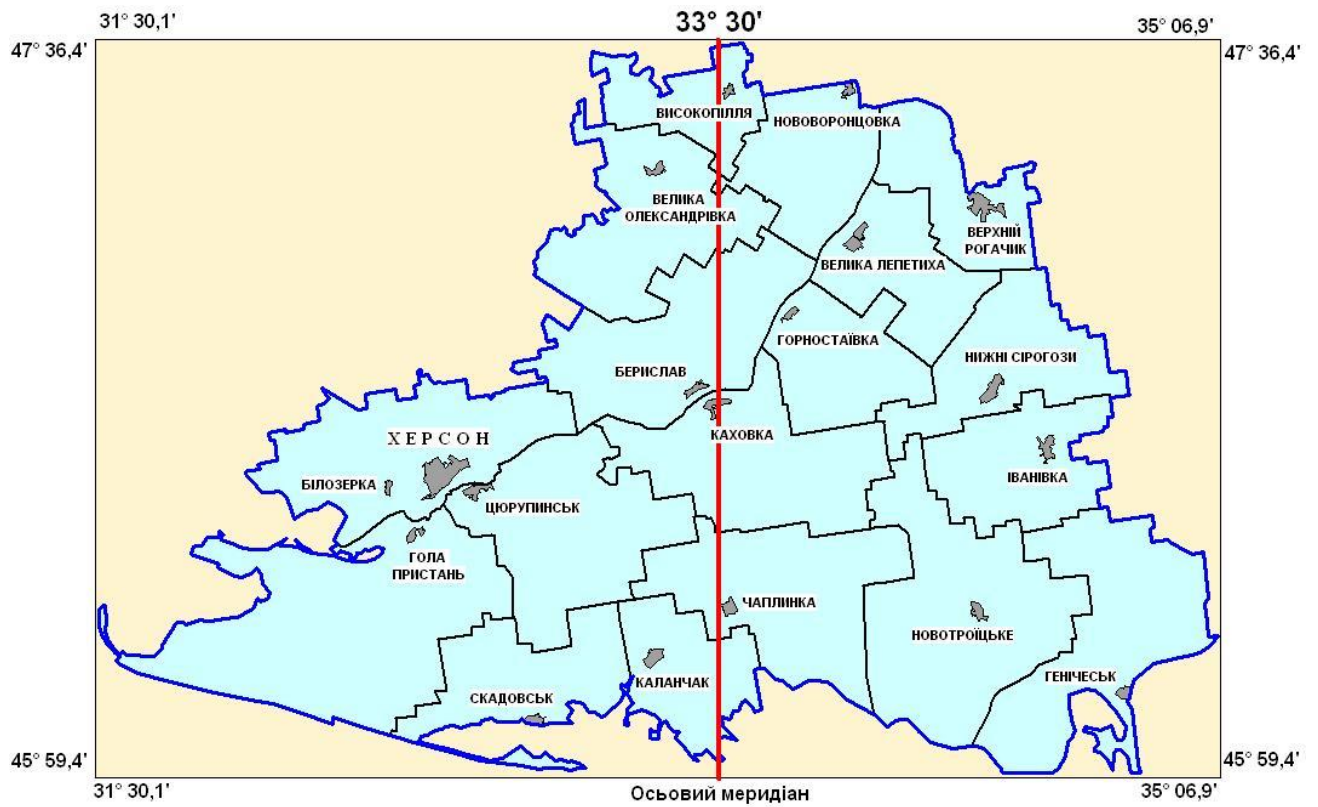 31° 30,1'
33° 30'
35° 06,9'
47° 36,4'
47° 36,4'
ВИСОКОПІЛЛЯ
НОВОВОРОНЦОВКА
ВЕЛИКА
ОЛЕКСАНДРІВКА
ВЕРХНІЙ
РОГАЧИК
ВЕЛИКА ЛЕПЕТИХА
ГОРНОСТАЇВКА
НИЖНІ СІРОГОЗИ
БЕРИСЛАВ
КАХОВКА
ХЕРСОН
ІВАНІВКА
БІЛОЗЕРКА
ЦЮРУПИНСЬК
ГОЛА
ПРИСТАНЬ
ЧАПЛИНКА
НОВОТРОЇЦЬКЕ
ГЕНІЧЕСЬК
КАЛАНЧАК
СКАДОВСЬК
45° 59,4'
45° 59,4'
31° 30,1'
Осьовий меридіан
35° 06,9'